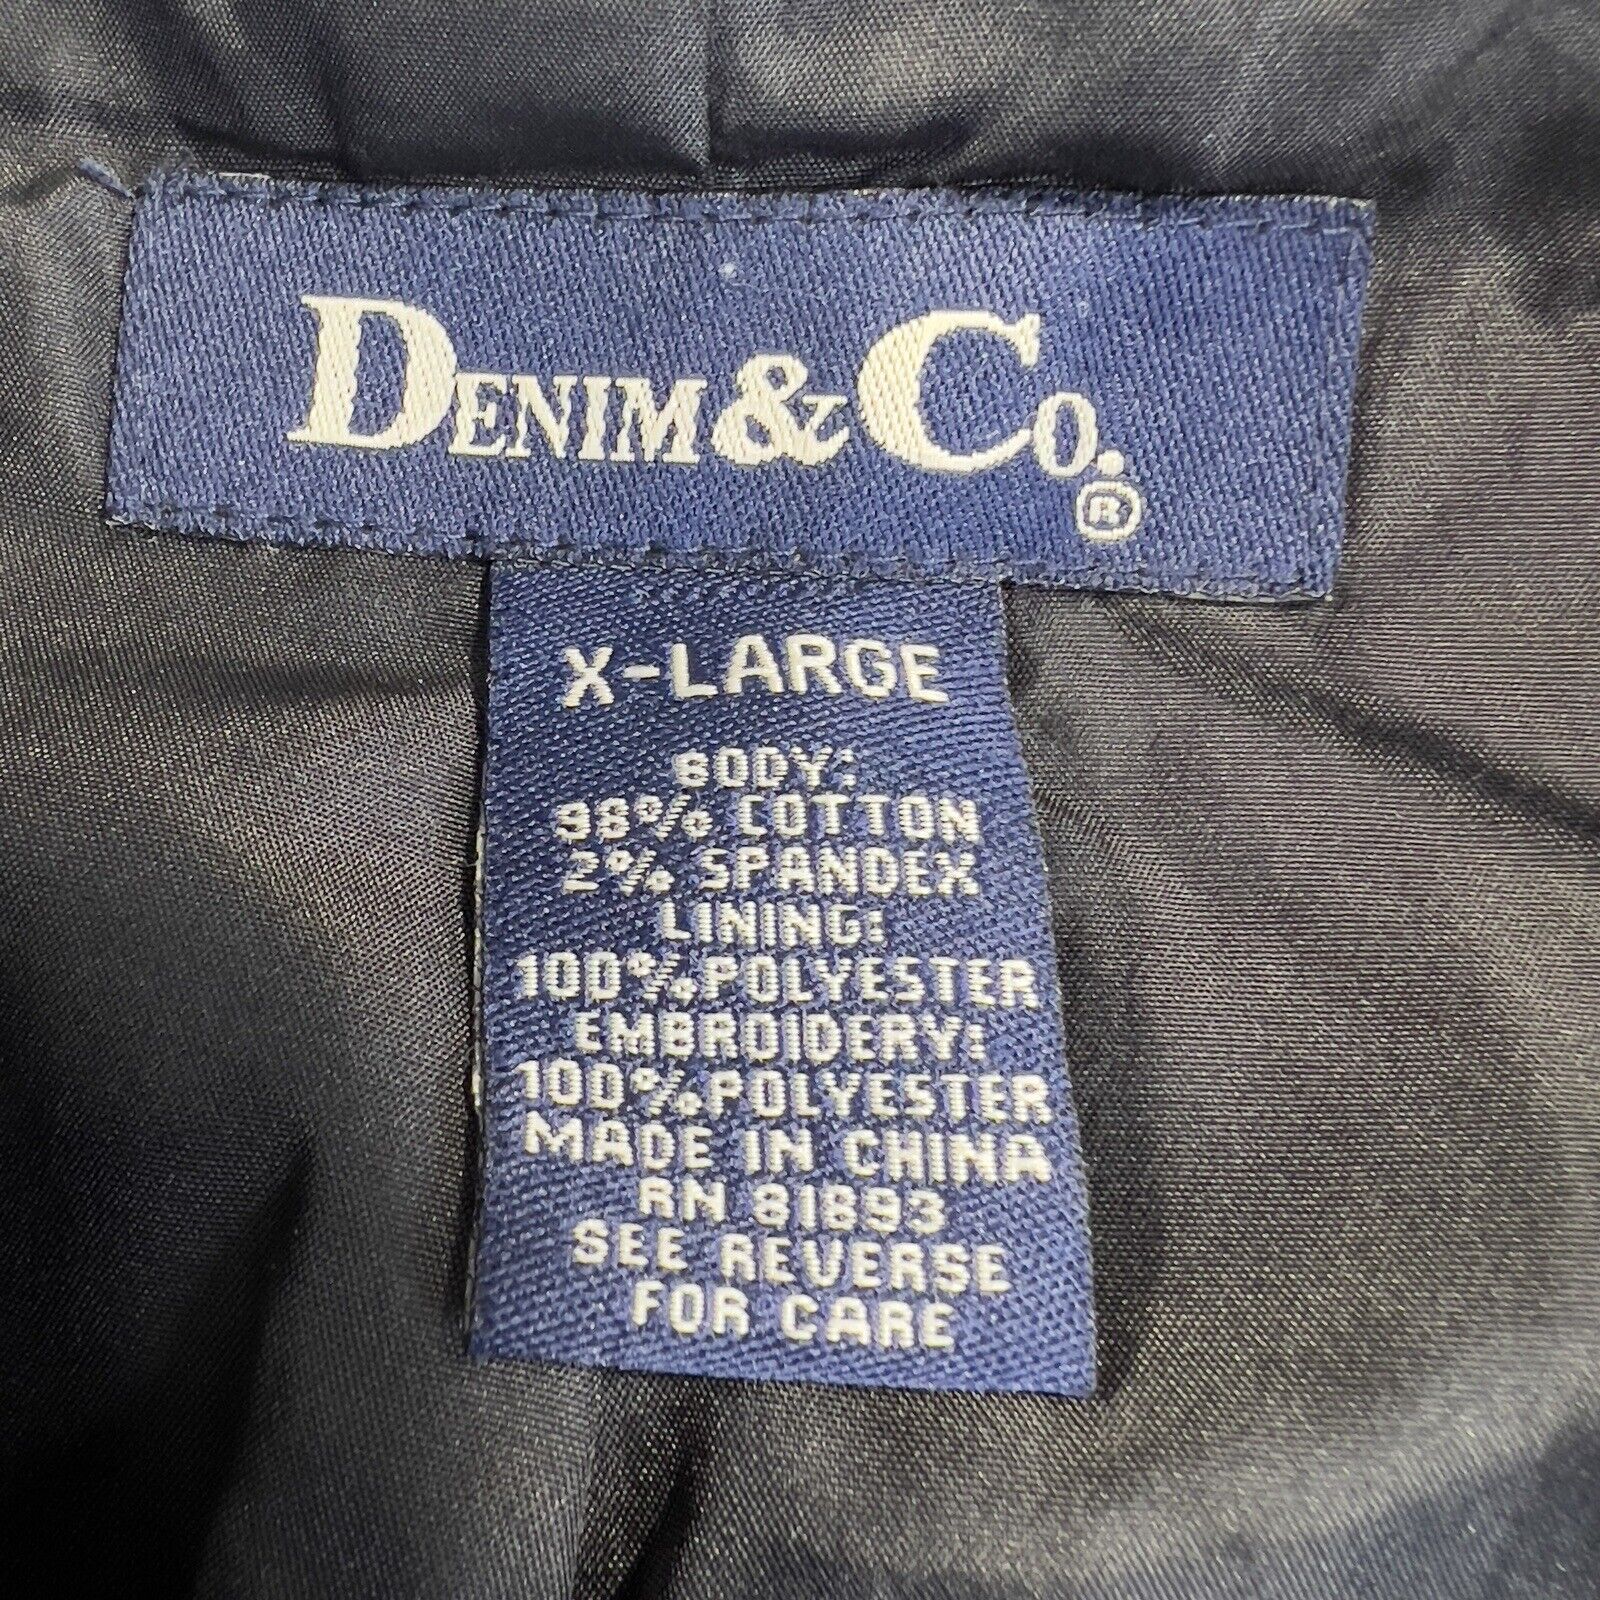 DENIM & CO.®
X-LARGE
BODY:
98% COTTON
2% SPANDEX
LINING:
100% POLYESTER
EMBROIDERY:
100% POLYESTER
MADE IN CHINA
RN 81893
SEE REVERSE
FOR CARE